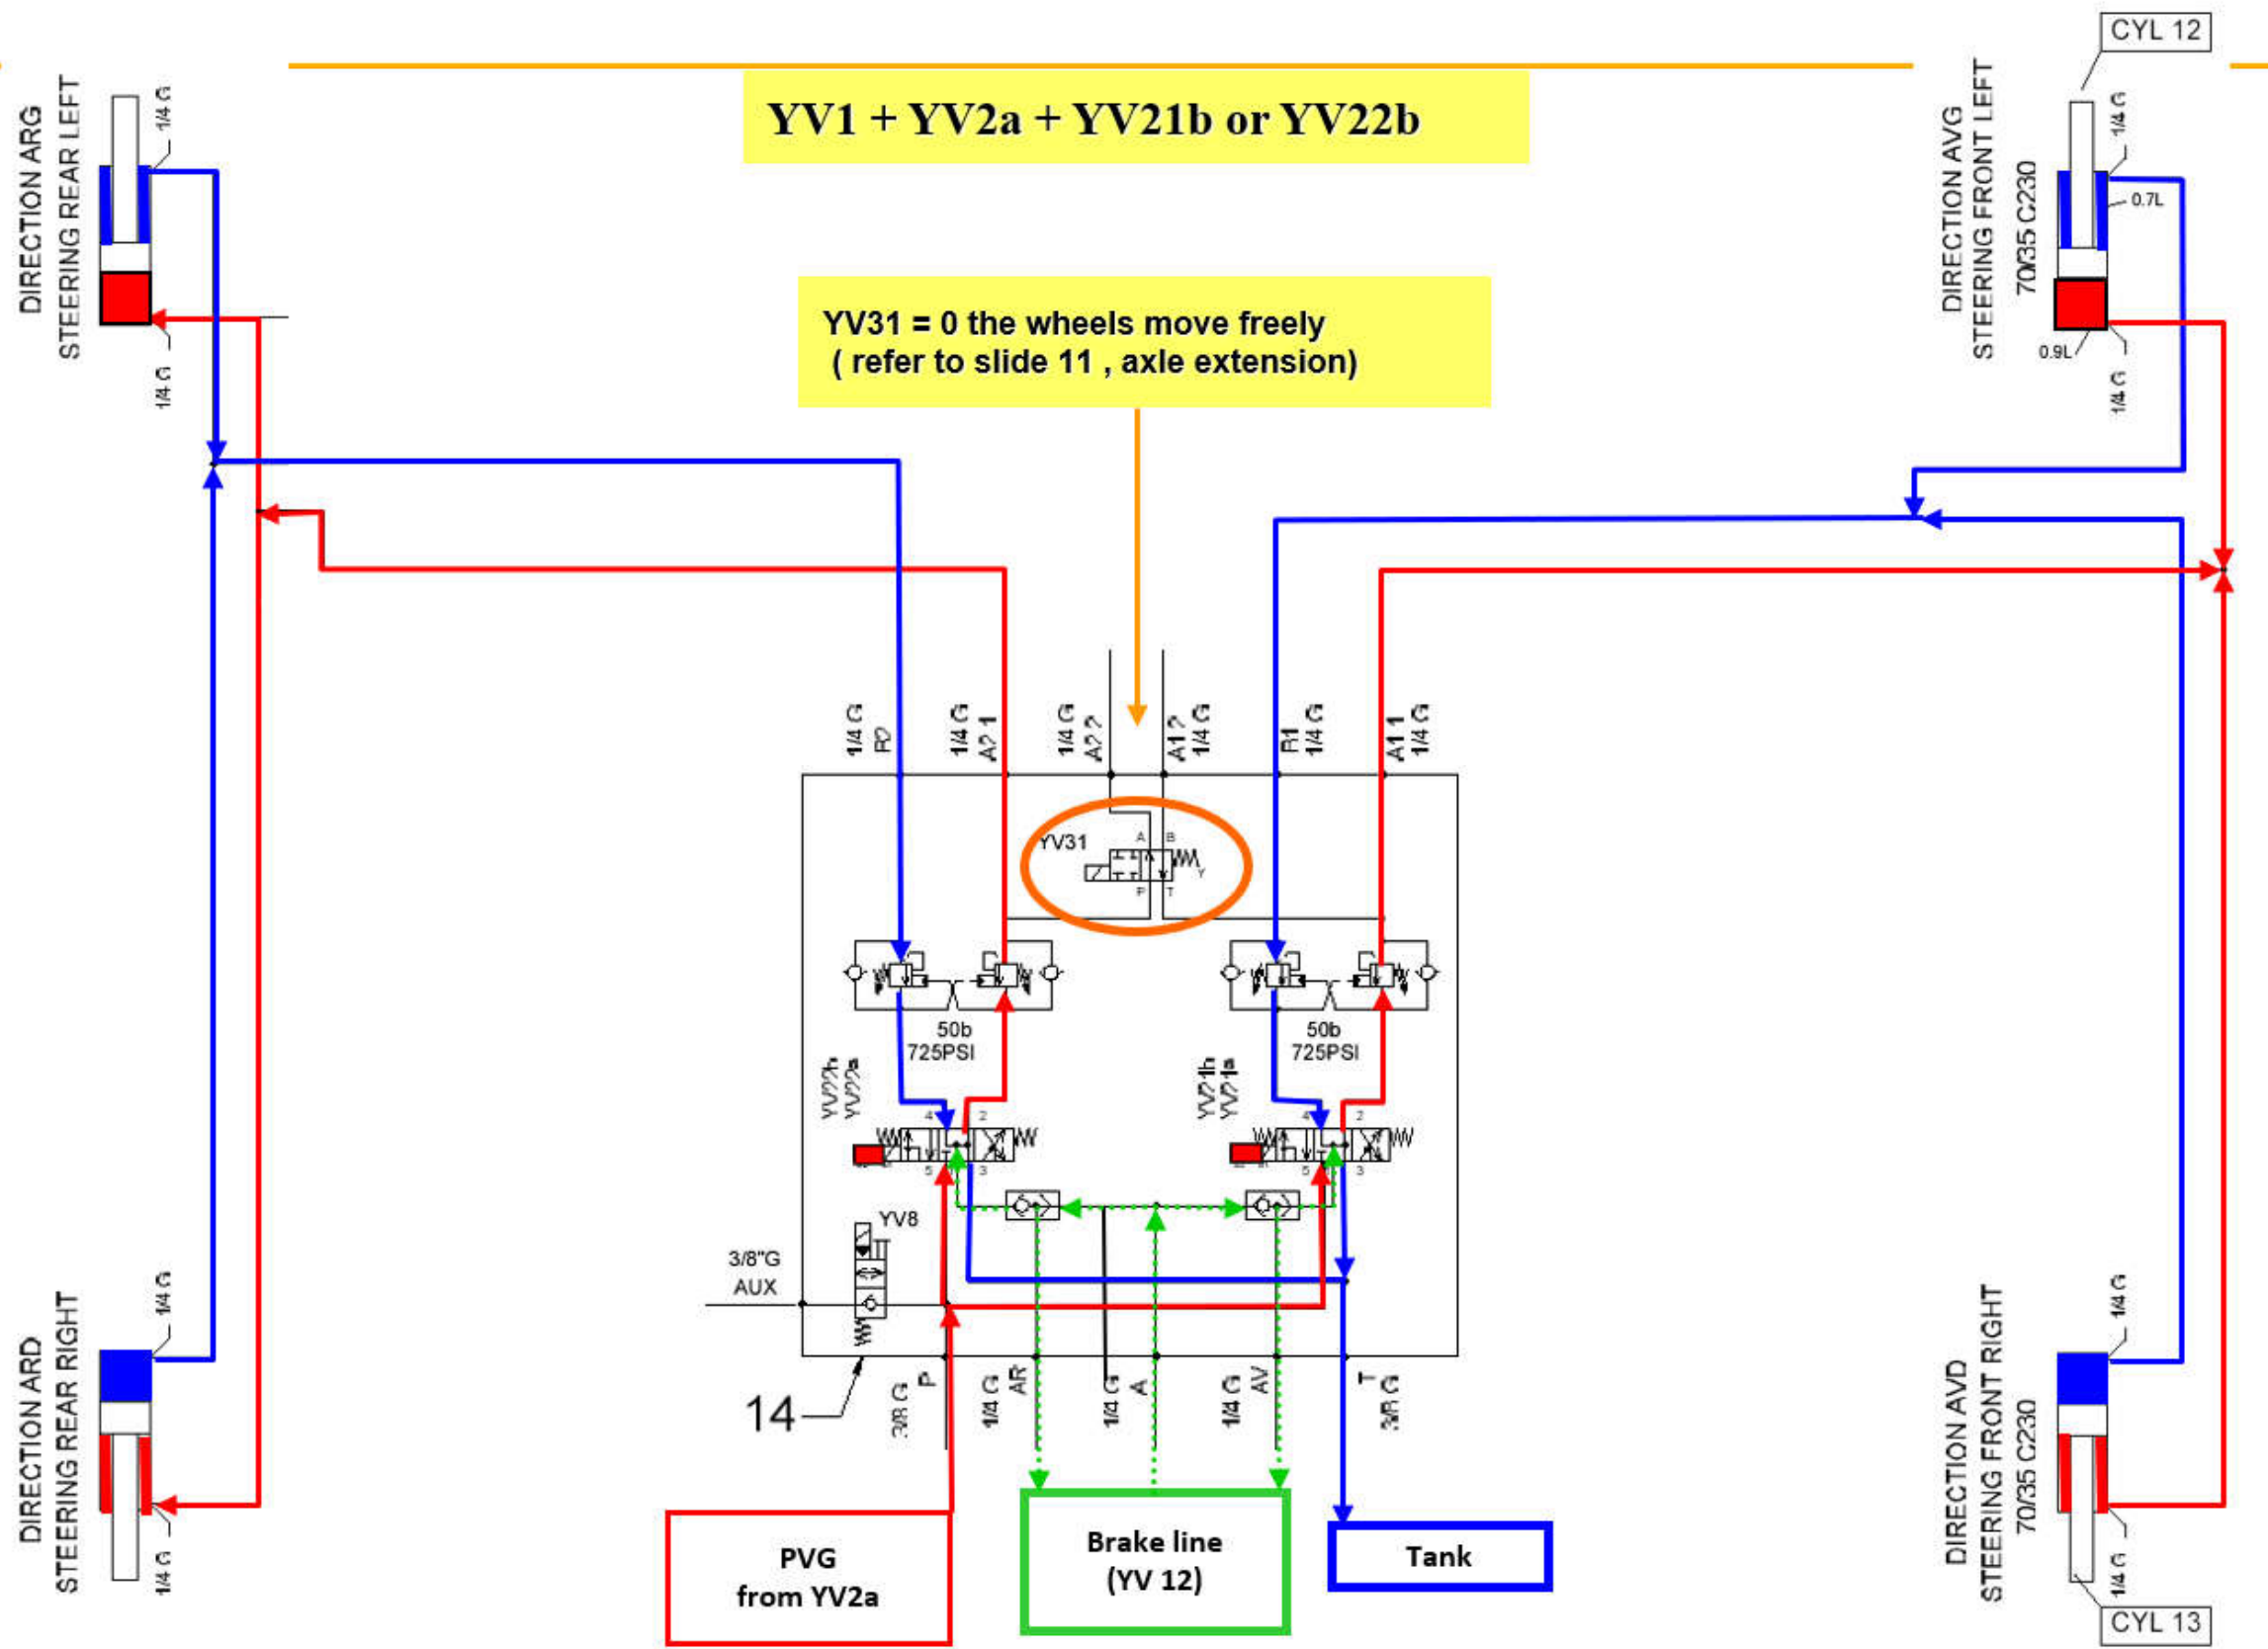 CYL 12
YV1 + YV2a + YV21b or YV22b
DIRECTION ARG
STEERING REAR LEFT
1/4 G
1/4 G
DIRECTION AVG
STEERING FRONT LEFT
70/35 C230
1/4 G
0.7L
0.9L
1/4 G
YV31 = 0 the wheels move freely
( refer to slide 11 , axle extension)
1/4 G
1/4 G
A2 1
1/4 G
A2 2
A1 2
1/4 G
1/4 G
A1 1
1/4 G
YV31
A
B
P
T
Y
50b
725PSI
50b
725PSI
YV22b
YV22a
YV21b
YV21a
4
2
5
3
4
2
5
3
YV8
3/8"G
AUX
14
3/8 G
P
1/4 G
AR
1/4 G
A
1/4 G
AV
T
3/8 G
DIRECTION ARD
STEERING REAR RIGHT
1/4 G
1/4 G
DIRECTION AVD
STEERING FRONT RIGHT
70/35 C230
1/4 G
1/4 G
PVG
from YV2a
Brake line
(YV 12)
Tank
CYL 13